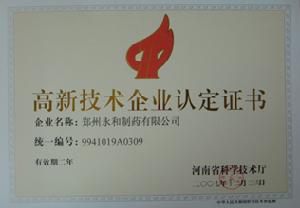 高新技术企业认定证书
企业名称：郑州永和制药有限公司
统一编号：9941019A0309
有效期二年
河南省科学技术厅